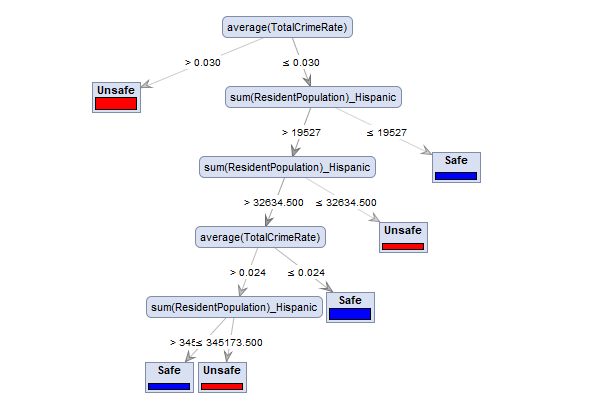 average(TotalCrimeRate)
> 0.030
≤ 0.030
Unsafe
sum(ResidentPopulation)_Hispanic
> 19527
≤ 19527
sum(ResidentPopulation)_Hispanic
Safe
> 32634.500
≤ 32634.500
average(TotalCrimeRate)
Unsafe
> 0.024
≤ 0.024
sum(ResidentPopulation)_Hispanic
Safe
> 345
≤ 345173.500
Safe
Unsafe